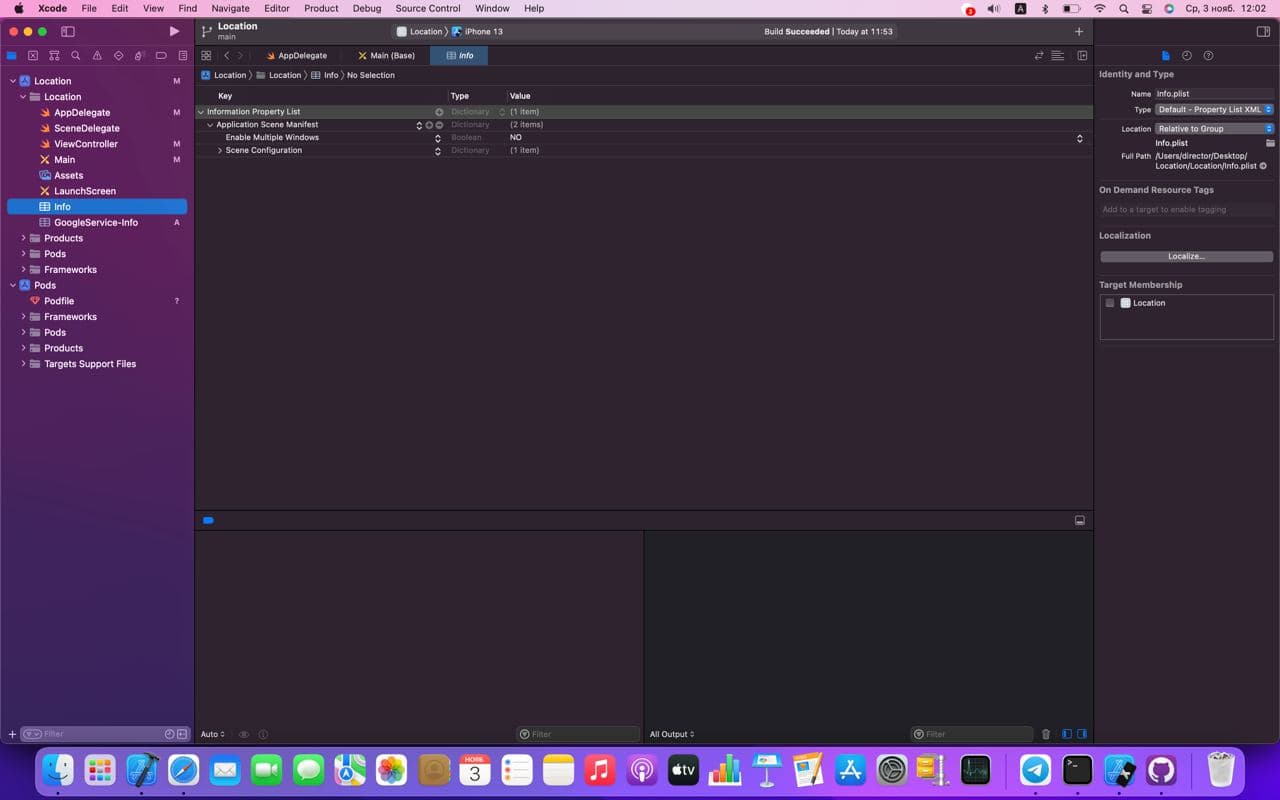 Xcode File Edit View Find Navigate Editor Product Debug Source Control Window Help 3 A Ср, 3 нояб. 12:02
Location
main
Location 〉 iPhone 13
Build Succeeded | Today at 11:53
AppDelegate Main (Base) Info
Location 〉 Location 〉 Info 〉 No Selection
Location M
Location
AppDelegate M
SceneDelegate
ViewController M
Main M
Assets
LaunchScreen
Info
GoogleService-Info A
Products
Pods
Frameworks
Pods
Podfile ?
Frameworks
Pods
Products
Targets Support Files
Filter
Key Type Value
Information Property List Dictionary (1 item)
Application Scene Manifest Dictionary (2 items)
Enable Multiple Windows Boolean NO
Scene Configuration Dictionary (1 item)
Auto
Filter
All Output
Filter
Identity and Type
Name Info.plist
Type Default - Property List XML
Location Relative to Group
Info.plist
Full Path /Users/director/Desktop/
Location/Location/Info.plist
On Demand Resource Tags
Add to a target to enable tagging
Localization
Localize...
Target Membership
Location
НОЯБ.
3
tv